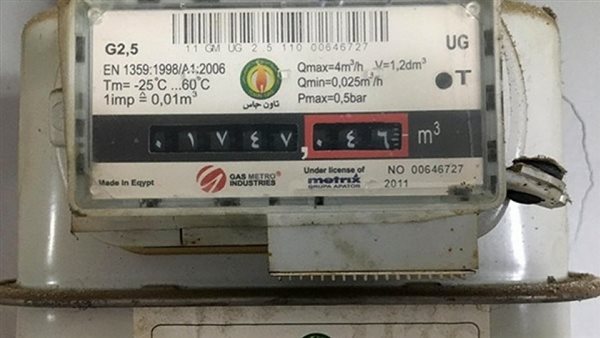 11 GM UG 2 5 110 00646727
G2,5
UG
EN 1359:1998/A1:2006
Tm= -25°C ...60°C
1imp ≙ 0,01m³
تاون جاس
Qmax=4m³/h V=1,2dm³
Qmin=0,025m³/h
Pmax=0,5bar
T
٠١٧٤٧,٠٤٦ m³
Made in Egypt
GAS METRO®
INDUSTRIES
Under license of
metrix
GRUPA APATOR
NO 00646727
2011